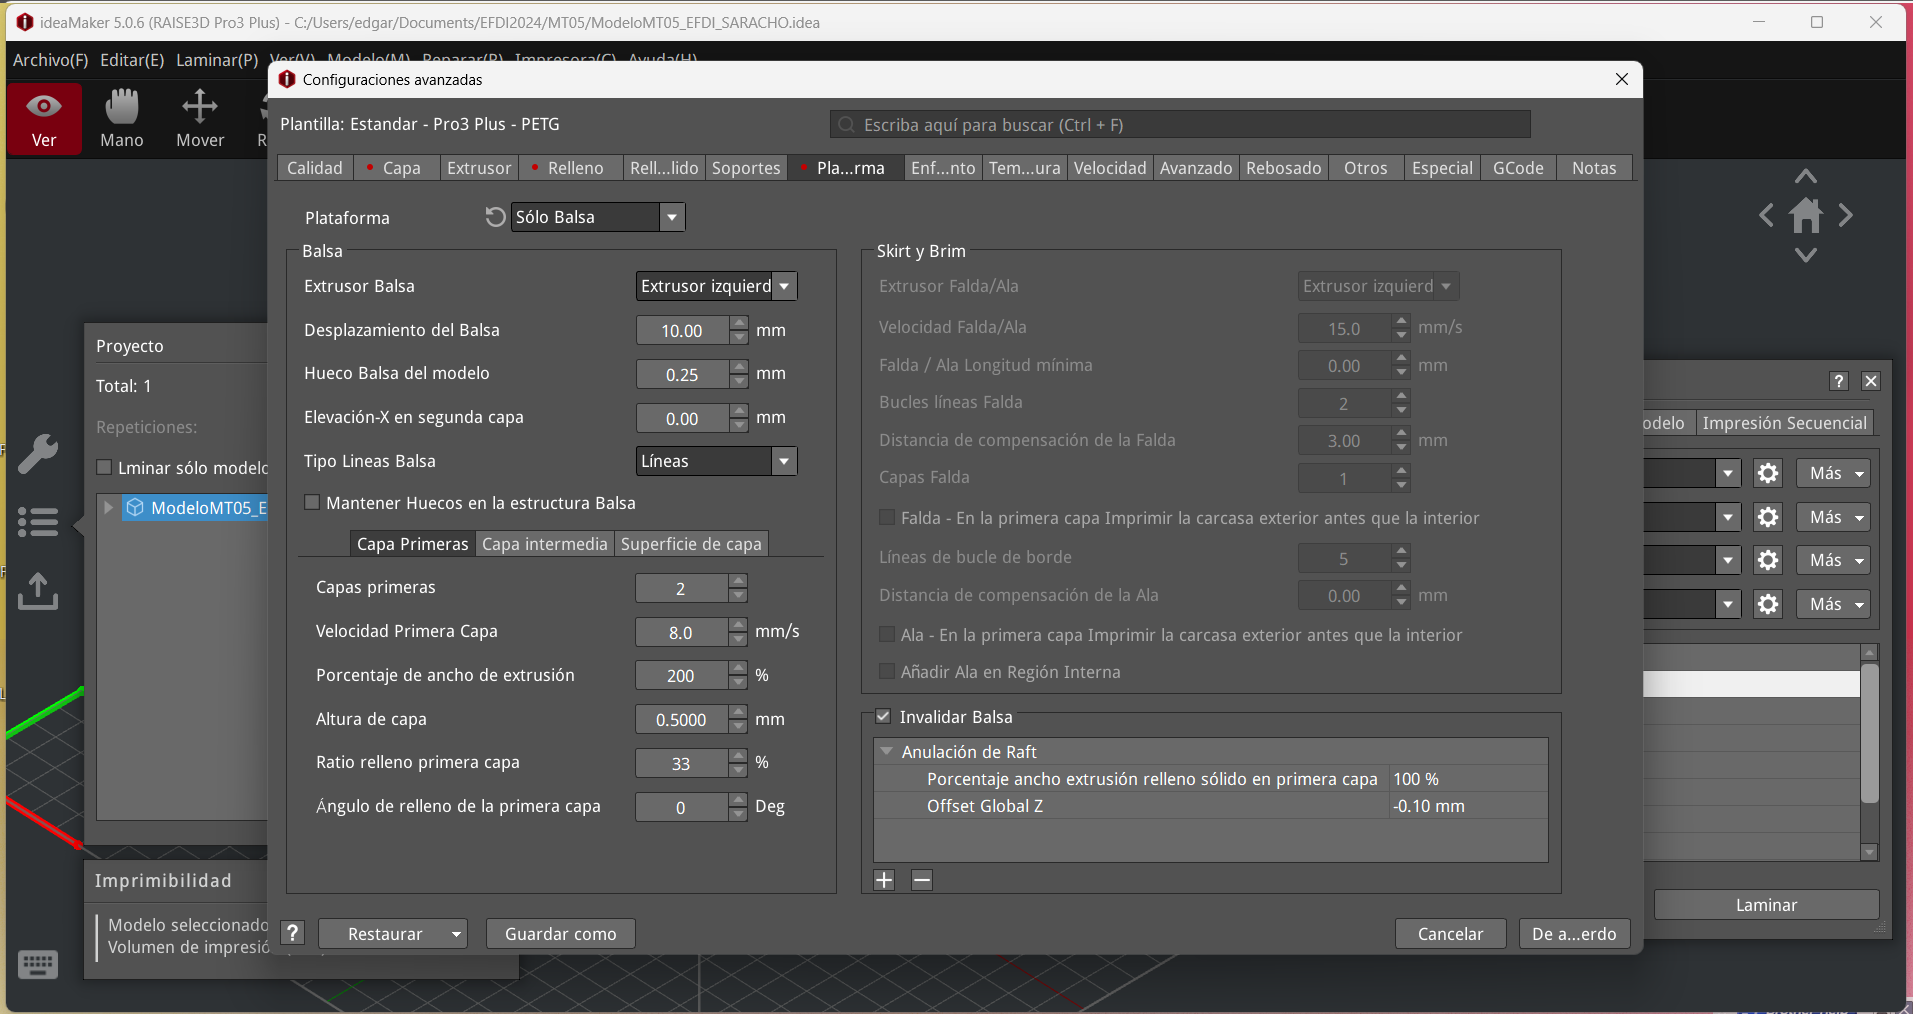 ideaMaker 5.0.6 (RAISE3D Pro3 Plus) - C:/Users/edgar/Documents/EFDI2024/MT05/ModeloMT05_EFDI_SARACHO.idea
Archivo(F) Editar(E) Laminar(P) Ver(V) Modelo(M) Reparar(R) Impresora(C) Ayuda(H)
Ver
Mano
Mover
R
Configuraciones avanzadas
Plantilla: Estandar - Pro3 Plus - PETG
Escriba aquí para buscar (Ctrl + F)
Calidad Capa Extrusor Relleno Rell...lido Soportes Pla...rma Enf...nto Tem...ura Velocidad Avanzado Rebosado Otros Especial GCode Notas
Plataforma Sólo Balsa
Balsa
Extrusor Balsa Extrusor izquierd
Desplazamiento del Balsa 10.00 mm
Hueco Balsa del modelo 0.25 mm
Elevación-X en segunda capa 0.00 mm
Tipo Lineas Balsa Líneas
Mantener Huecos en la estructura Balsa
Capa Primeras Capa intermedia Superficie de capa
Capas primeras 2
Velocidad Primera Capa 8.0 mm/s
Porcentaje de ancho de extrusión 200 %
Altura de capa 0.5000 mm
Ratio relleno primera capa 33 %
Ángulo de relleno de la primera capa 0 Deg
Skirt y Brim
Extrusor Falda/Ala Extrusor izquierd
Velocidad Falda/Ala 15.0 mm/s
Falda / Ala Longitud mínima 0.00 mm
Bucles líneas Falda 2
Distancia de compensación de la Falda 3.00 mm
Capas Falda 1
Falda - En la primera capa Imprimir la carcasa exterior antes que la interior
Líneas de bucle de borde 5
Distancia de compensación de la Ala 0.00 mm
Ala - En la primera capa Imprimir la carcasa exterior antes que la interior
Añadir Ala en Región Interna
Invalidar Balsa
Anulación de Raft
Porcentaje ancho extrusión relleno sólido en primera capa 100 %
Offset Global Z -0.10 mm
? Restaurar Guardar como Cancelar De a...erdo
Proyecto
Total: 1
Repeticiones:
Lminar sólo modelo
ModeloMT05_E
Imprimibilidad
Modelo seleccionado
Volumen de impresió
?
odelo Impresión Secuencial
Más
Más
Más
Más
Laminar